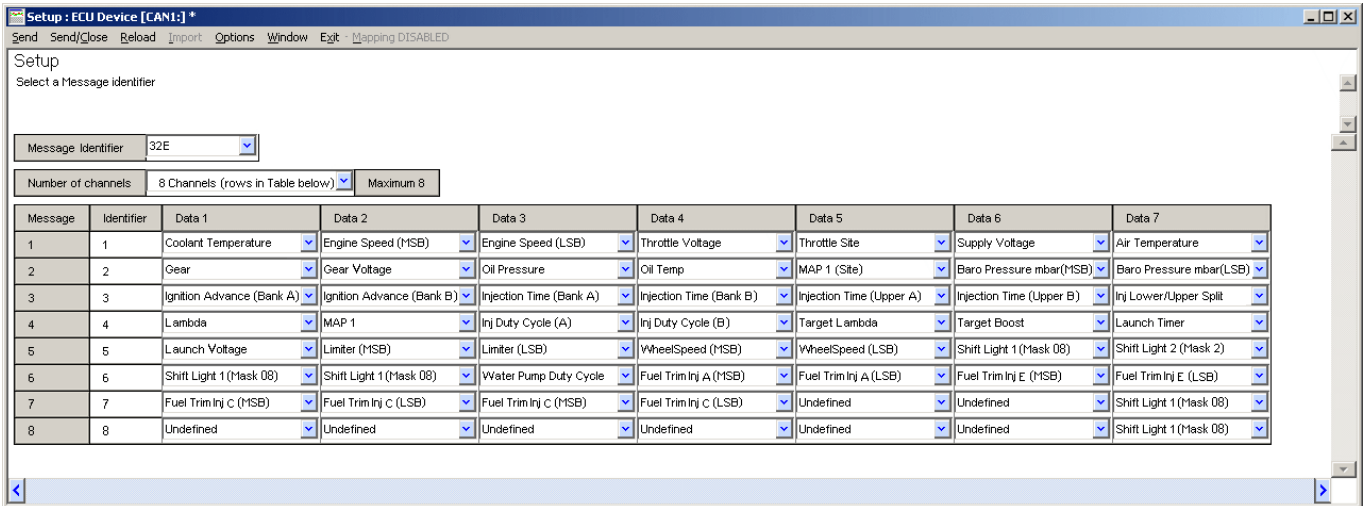 Setup : ECU Device [CAN1:] *
Send Send/Close Reload Import Options Window Exit - Mapping DISABLED
Setup
Select a Message identifier
Message Identifier 32E
Number of channels 8 Channels (rows in Table below) Maximum 8
Message Identifier Data 1 Data 2 Data 3 Data 4 Data 5 Data 6 Data 7
1 1 Coolant Temperature Engine Speed (MSB) Engine Speed (LSB) Throttle Voltage Throttle Site Supply Voltage Air Temperature
2 2 Gear Gear Voltage Oil Pressure Oil Temp MAP 1 (Site) Baro Pressure mbar(MSB) Baro Pressure mbar(LSB)
3 3 Ignition Advance (Bank A) Ignition Advance (Bank B) Injection Time (Bank A) Injection Time (Bank B) Injection Time (Upper A) Injection Time (Upper B) Inj Lower/Upper Split
4 4 Lambda MAP 1 Inj Duty Cycle (A) Inj Duty Cycle (B) Target Lambda Target Boost Launch Timer
5 5 Launch Voltage Limiter (MSB) Limiter (LSB) WheelSpeed (MSB) WheelSpeed (LSB) Shift Light 1 (Mask 08) Shift Light 2 (Mask 2)
6 6 Shift Light 1 (Mask 08) Shift Light 1 (Mask 08) Water Pump Duty Cycle Fuel Trim Inj A (MSB) Fuel Trim Inj A (LSB) Fuel Trim Inj E (MSB) Fuel Trim Inj E (LSB)
7 7 Fuel Trim Inj C (MSB) Fuel Trim Inj C (LSB) Fuel Trim Inj C (MSB) Fuel Trim Inj C (LSB) Undefined Undefined Shift Light 1 (Mask 08)
8 8 Undefined Undefined Undefined Undefined Undefined Undefined Shift Light 1 (Mask 08)